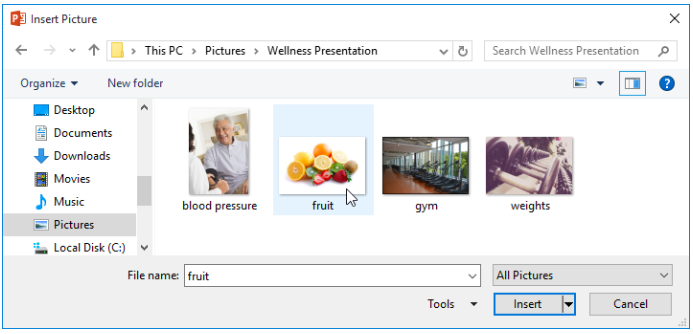 Insert Picture
This PC > Pictures > Wellness Presentation
Search Wellness Presentation
Organize
New folder
Desktop
Documents
Downloads
Movies
Music
Pictures
Local Disk (C:)
blood pressure
fruit
gym
weights
File name: fruit
All Pictures
Tools
Insert
Cancel